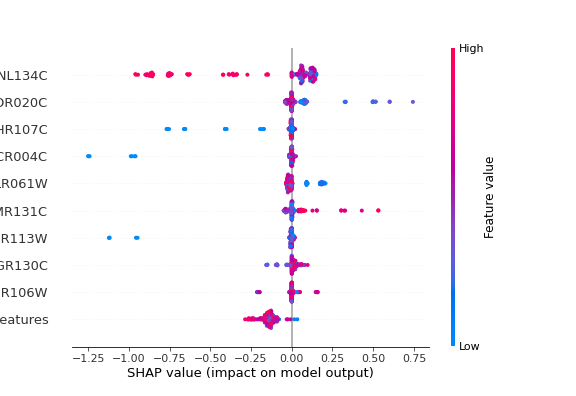 High
NL134C
DR020C
HR107C
CR004C
R061W
MR131C
R113W
GR130C
R106W
eatures
Low
Feature value
−1.25 −1.00 −0.75 −0.50 −0.25 0.00 0.25 0.50 0.75
SHAP value (impact on model output)